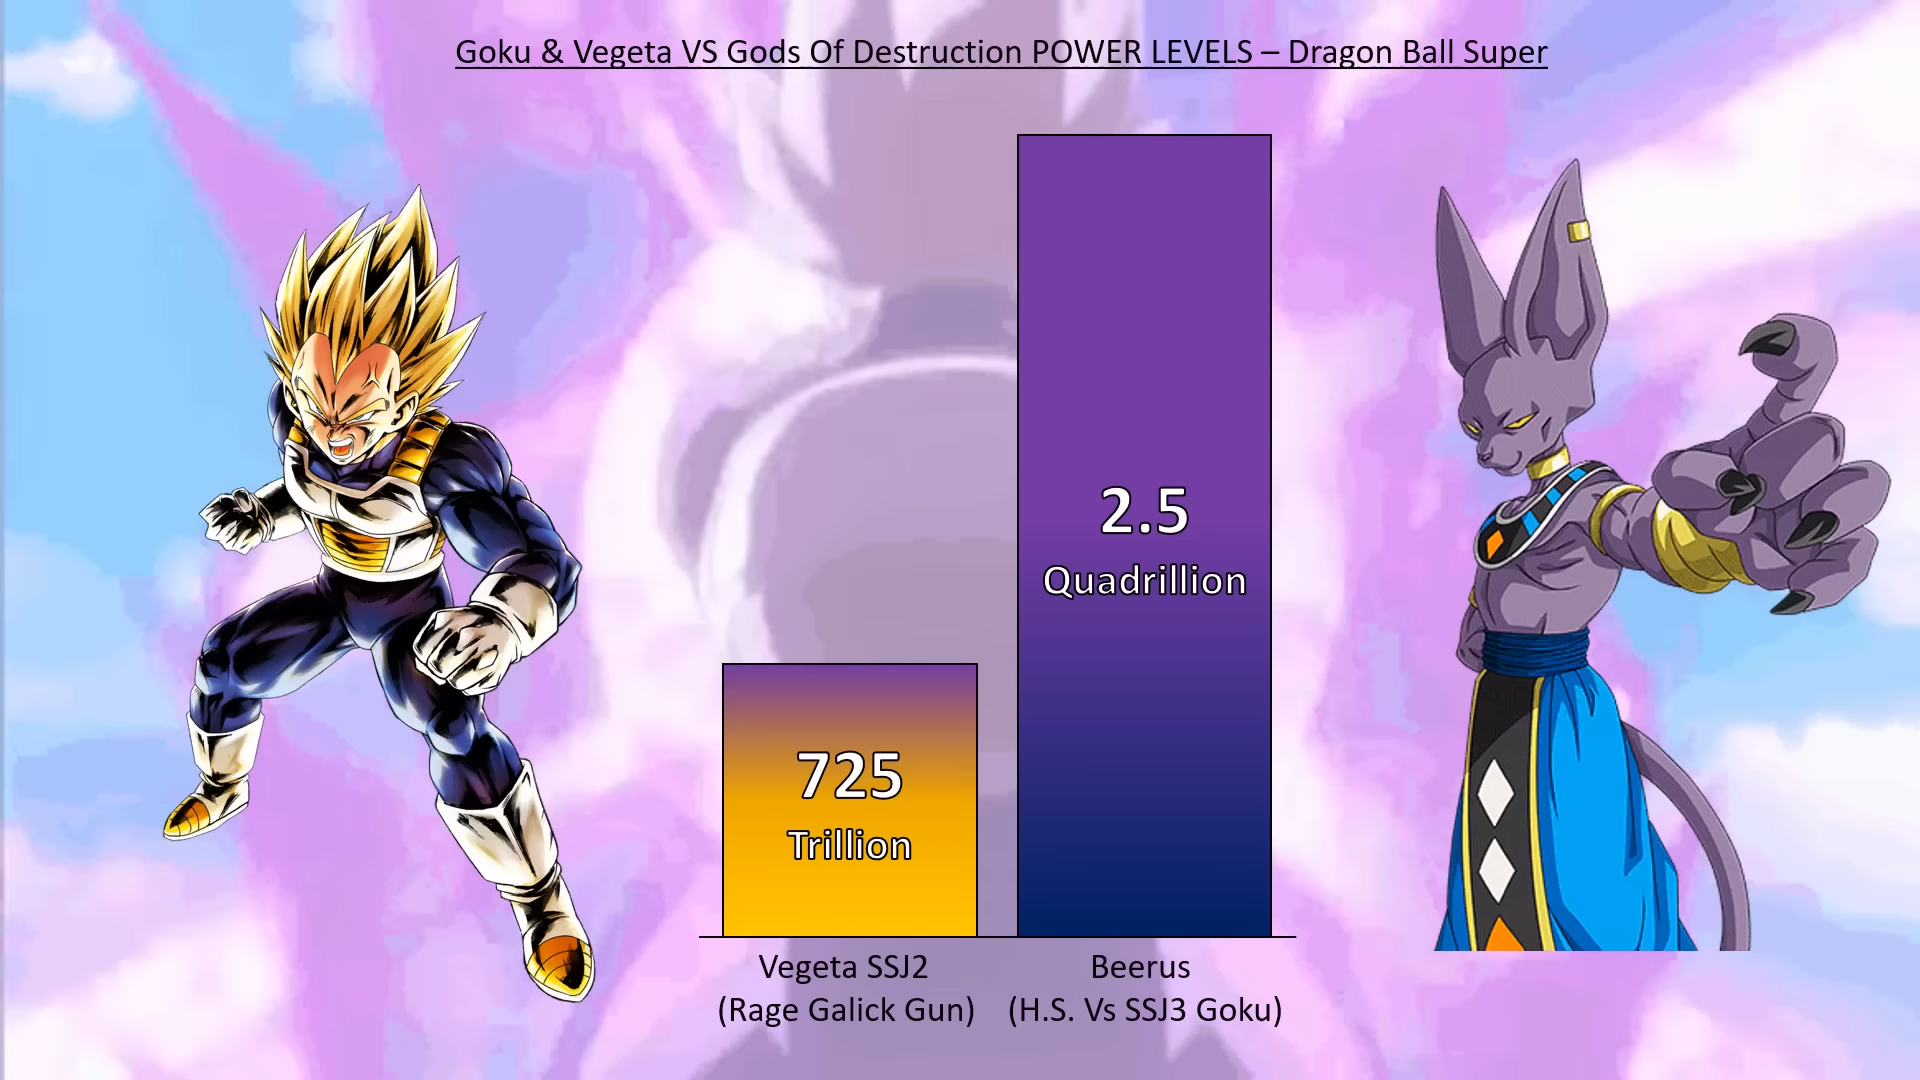 Goku & Vegeta VS Gods Of Destruction POWER LEVELS – Dragon Ball Super
2.5
Quadrillion
725
Trillion
Vegeta SSJ2
(Rage Galick Gun)
Beerus
(H.S. Vs SSJ3 Goku)